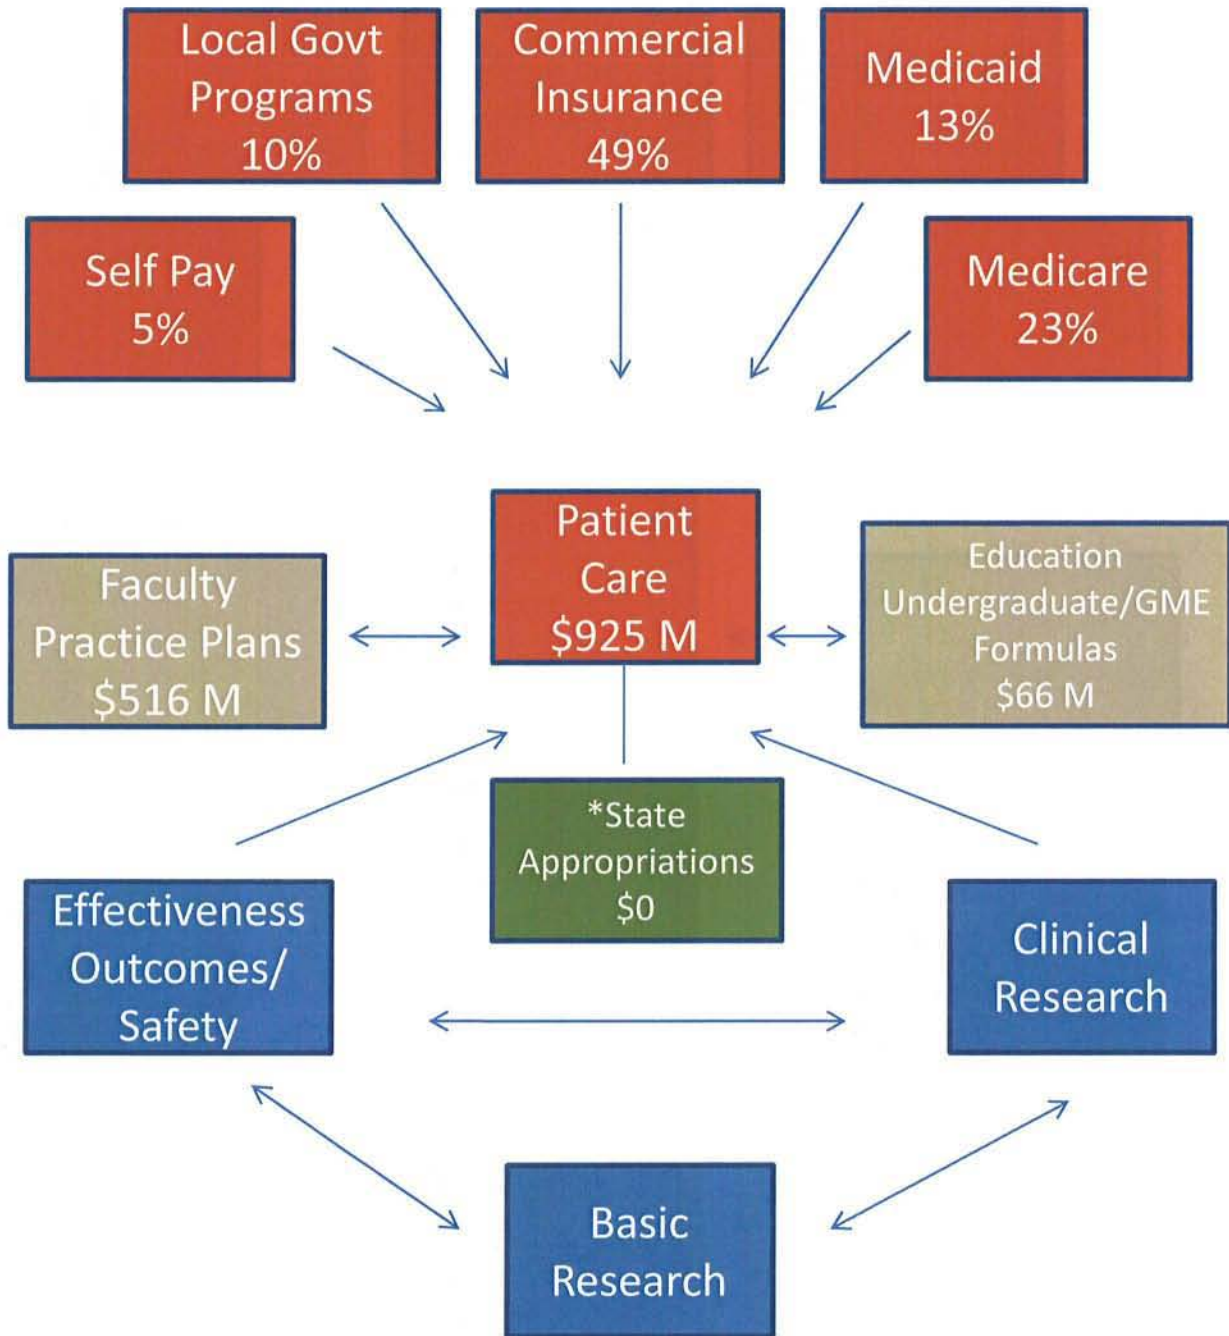 Local Govt
Programs
10%
Commercial
Insurance
49%
Medicaid
13%
Self Pay
5%
Medicare
23%
Patient
Care
$925 M
Faculty
Practice Plans
$516 M
Education
Undergraduate/GME
Formulas
$66 M
*State
Appropriations
$0
Effectiveness
Outcomes/
Safety
Clinical
Research
Basic
Research